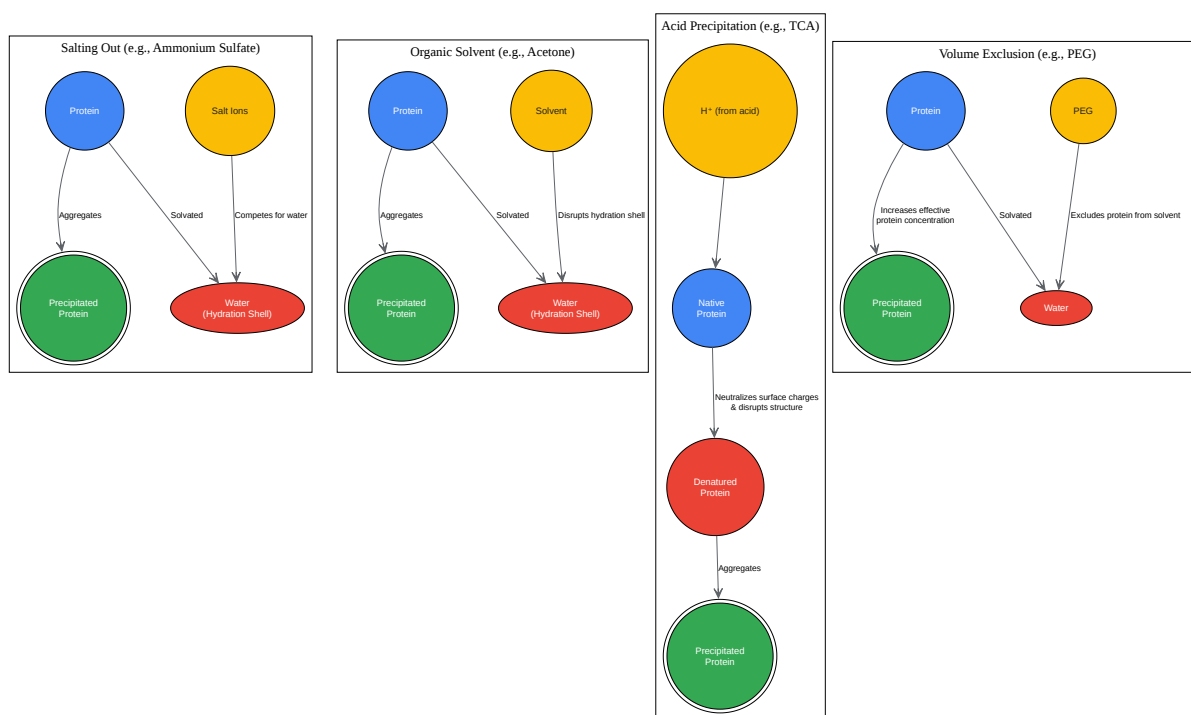 Salting Out (e.g., Ammonium Sulfate)
Protein
Salt Ions
Aggregates
Solvated
Competes for water
Precipitated
Protein
Water
(Hydration Shell)
Organic Solvent (e.g., Acetone)
Protein
Solvent
Aggregates
Solvated
Disrupts hydration shell
Precipitated
Protein
Water
(Hydration Shell)
Acid Precipitation (e.g., TCA)
H⁺ (from acid)
Native
Protein
Neutralizes surface charges
& disrupts structure
Denatured
Protein
Aggregates
Precipitated
Protein
Volume Exclusion (e.g., PEG)
Protein
PEG
Increases effective
protein concentration
Solvated
Excludes protein from solvent
Precipitated
Protein
Water